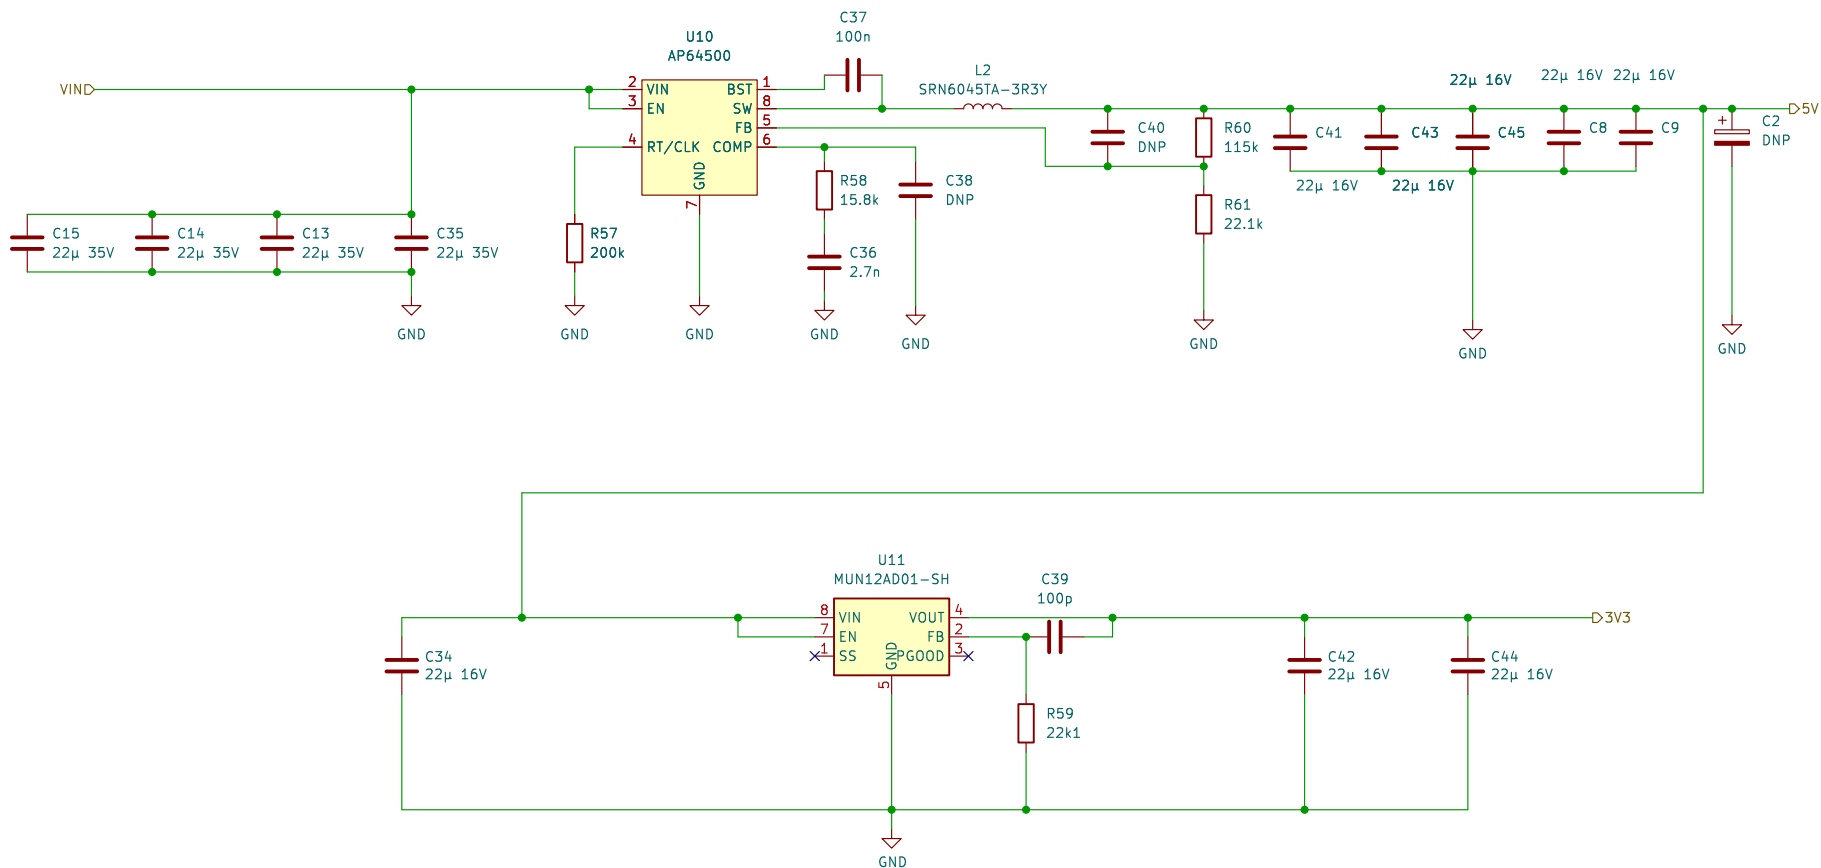 C37
100n
U10
AP64500
L2
SRN6045TA-3R3Y
22µ 16V
22µ 16V
22µ 16V
VIN
2
3
4
VIN
EN
RT/CLK
BST
SW
FB
COMP
GND
1
8
5
6
7
C40
DNP
R60
115k
C41
C43
C45
C8
C9
5V
C2
DNP
22µ 16V
22µ 16V
R58
15.8k
C38
DNP
R61
22.1k
C15
22µ 35V
C14
22µ 35V
C13
22µ 35V
C35
22µ 35V
R57
200k
C36
2.7n
GND
GND
GND
GND
GND
GND
GND
GND
U11
MUN12AD01-SH
C39
100p
8
7
1
VIN
EN
SS
VOUT
FB
PGOOD
GND
4
2
3
5
3V3
C34
22µ 16V
C42
22µ 16V
C44
22µ 16V
R59
22k1
GND